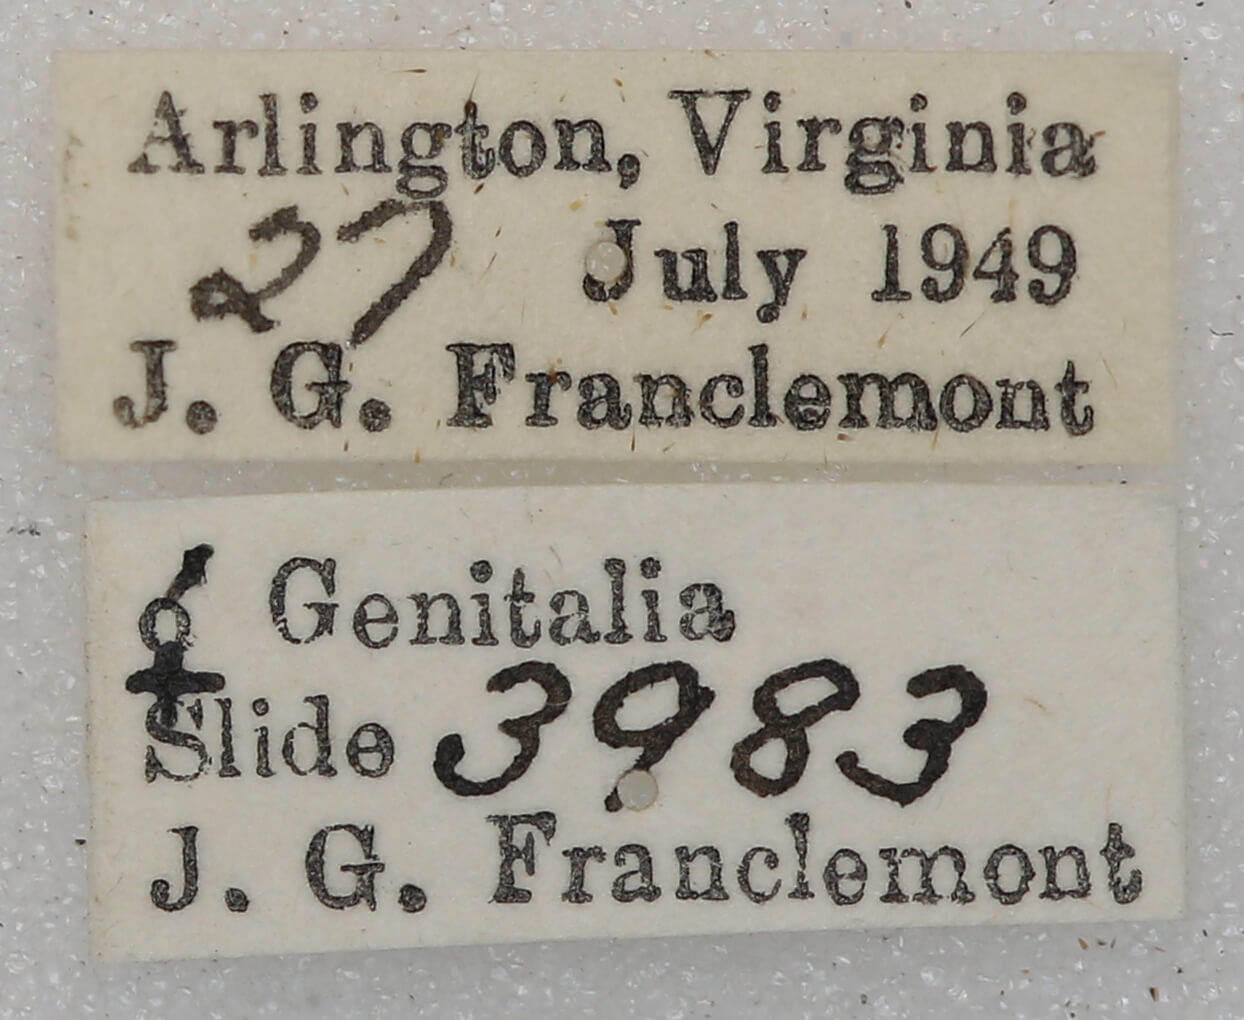 Arlington, Virginia
27 July 1949
J. G. Franclemont
♀ Genitalia
Slide 3983
J. G. Franclemont